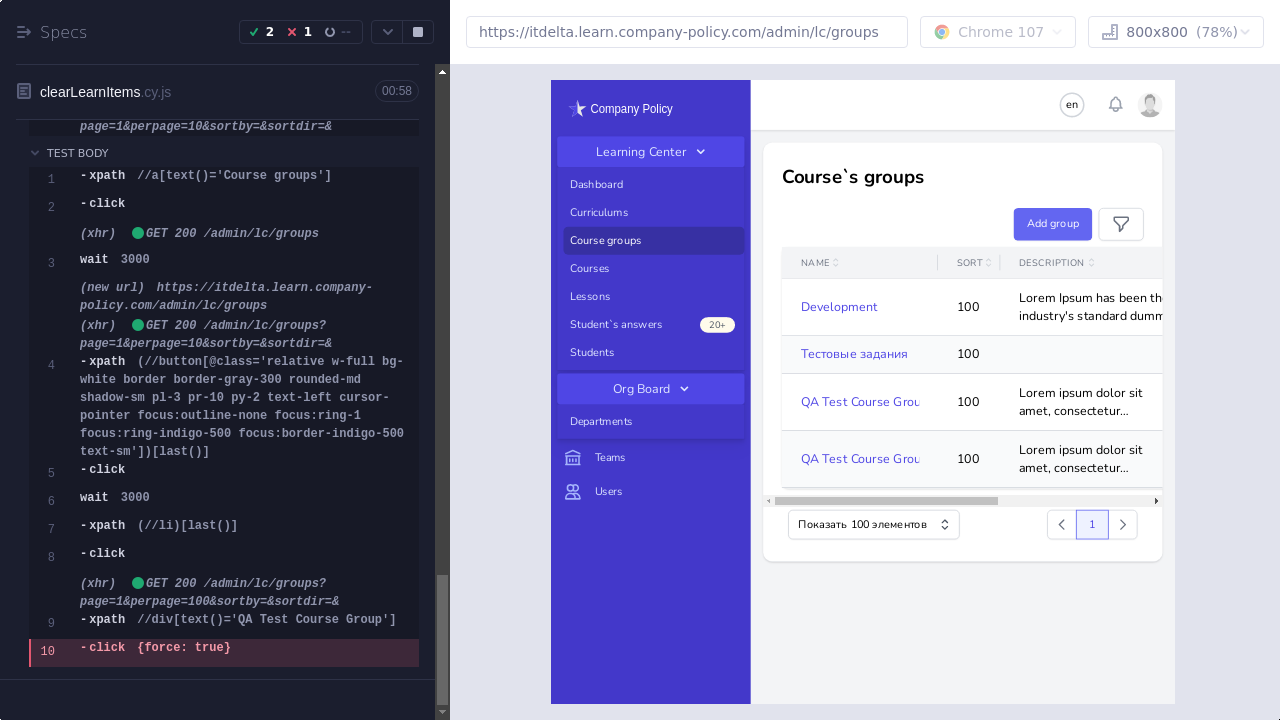 Specs
2
1
--
clearLearnItems.cy.js
00:58
page=1&perpage=10&sortby=&sortdir=&
TEST BODY
1 -xpath //a[text()='Course groups']
2 -click
(xhr) GET 200 /admin/lc/groups
3 wait 3000
(new url) https://itdelta.learn.company-
policy.com/admin/lc/groups
(xhr) GET 200 /admin/lc/groups?
page=1&perpage=10&sortby=&sortdir=&
4 -xpath (//button[@class='relative w-full bg-
white border border-gray-300 rounded-md
shadow-sm pl-3 pr-10 py-2 text-left cursor-
pointer focus:outline-none focus:ring-1
focus:ring-indigo-500 focus:border-indigo-500
text-sm'])[last()]
5 -click
6 wait 3000
7 -xpath (//li)[last()]
8 -click
(xhr) GET 200 /admin/lc/groups?
page=1&perpage=100&sortby=&sortdir=&
9 -xpath //div[text()='QA Test Course Group']
10 -click {force: true}
https://itdelta.learn.company-policy.com/admin/lc/groups
Chrome 107
800x800 (78%)
Company Policy
Learning Center
Dashboard
Curriculums
Course groups
Courses
Lessons
Student`s answers 20+
Students
Org Board
Departments
Teams
Users
en
Course`s groups
Add group
NAME SORT DESCRIPTION
Development 100 Lorem Ipsum has been th
industry's standard dumm
Тестовые задания 100
QA Test Course Grou 100 Lorem ipsum dolor sit
amet, consectetur...
QA Test Course Grou 100 Lorem ipsum dolor sit
amet, consectetur...
Показать 100 элементов
1